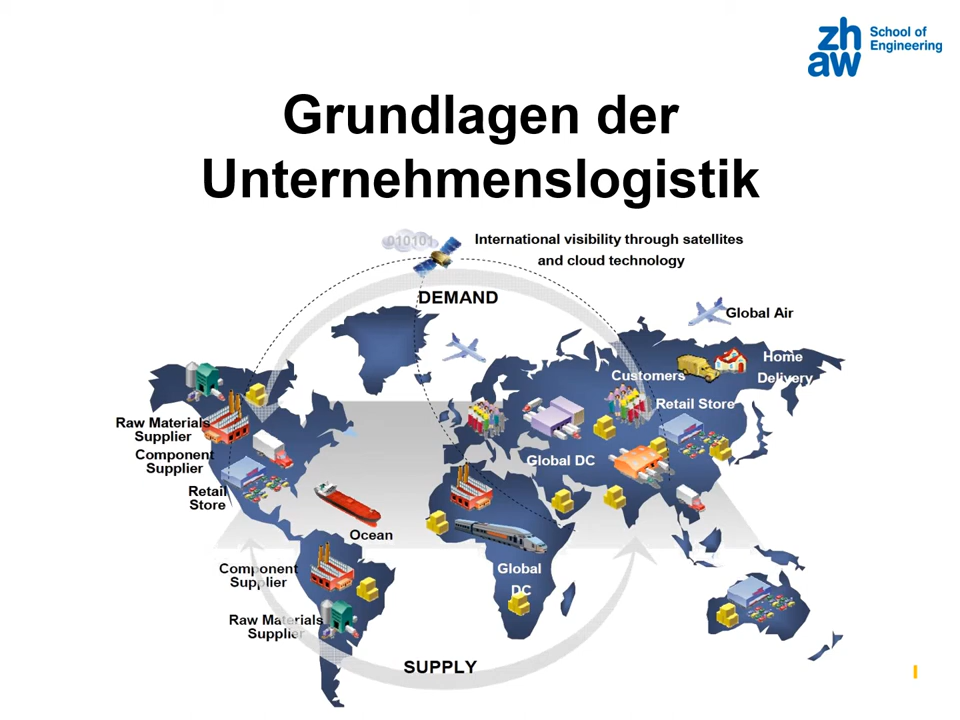 zh
aw
School of
Engineering
Grundlagen der
Unternehmenslogistik
010101
International visibility through satellites
and cloud technology
DEMAND
Global Air
Home
Delivery
Customers
Retail Store
Raw Materials
Supplier
Component
Supplier
Global DC
Retail
Store
Ocean
Component
Supplier
Global
DC
Raw Materials
Supplier
SUPPLY